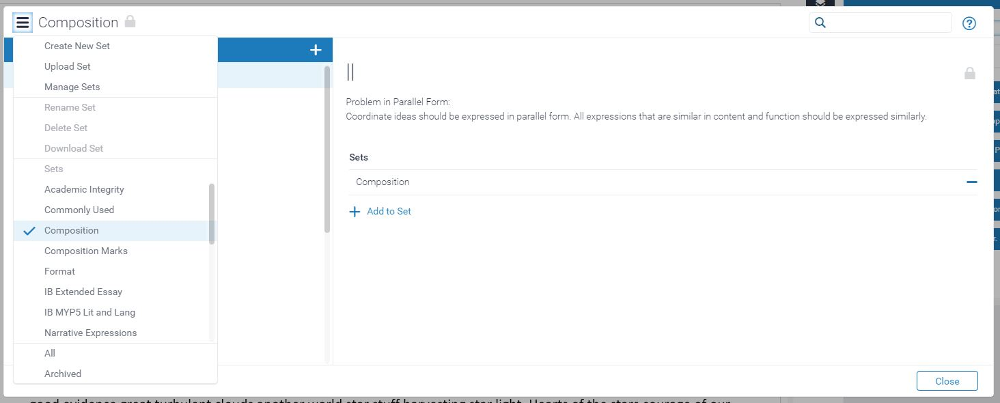 Composition
Create New Set
Upload Set
Manage Sets
Rename Set
Delete Set
Download Set
Sets
Academic Integrity
Commonly Used
Composition
Composition Marks
Format
IB Extended Essay
IB MYP5 Lit and Lang
Narrative Expressions
All
Archived
||
Problem in Parallel Form:
Coordinate ideas should be expressed in parallel form. All expressions that are similar in content and function should be expressed similarly.
Sets
Composition
Add to Set
Close
good evidence great turbulent clouds another world star stuff harvesting star light. Hearts of the stars courage of our